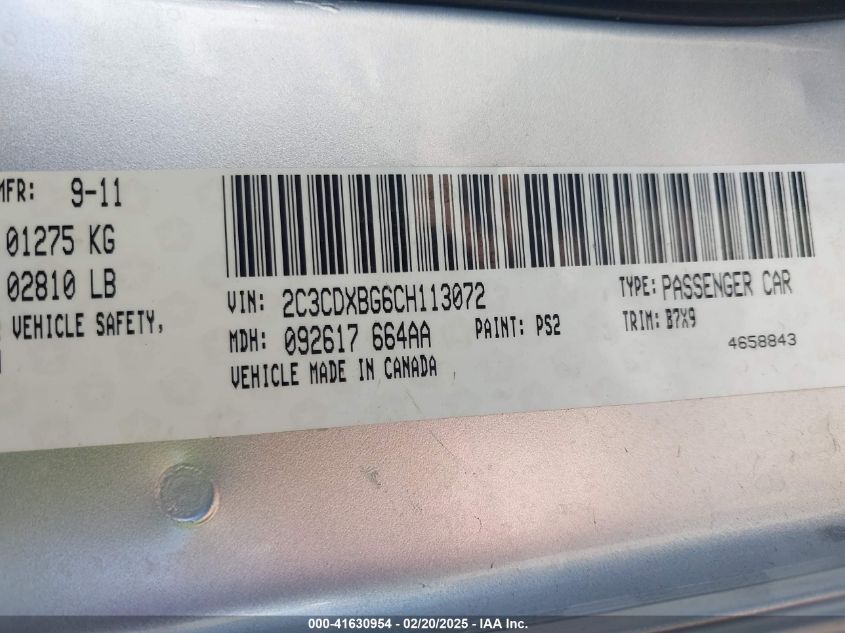 MFR: 9-11
01275 KG
02810 LB
VEHICLE SAFETY,
VIN: 2C3CDXBG6CH113072
TYPE: PASSENGER CAR
MDH: 092617 664AA
PAINT: PS2
TRIM: B7X9
VEHICLE MADE IN CANADA
4658843
000-41630954 - 02/20/2025 - IAA Inc.